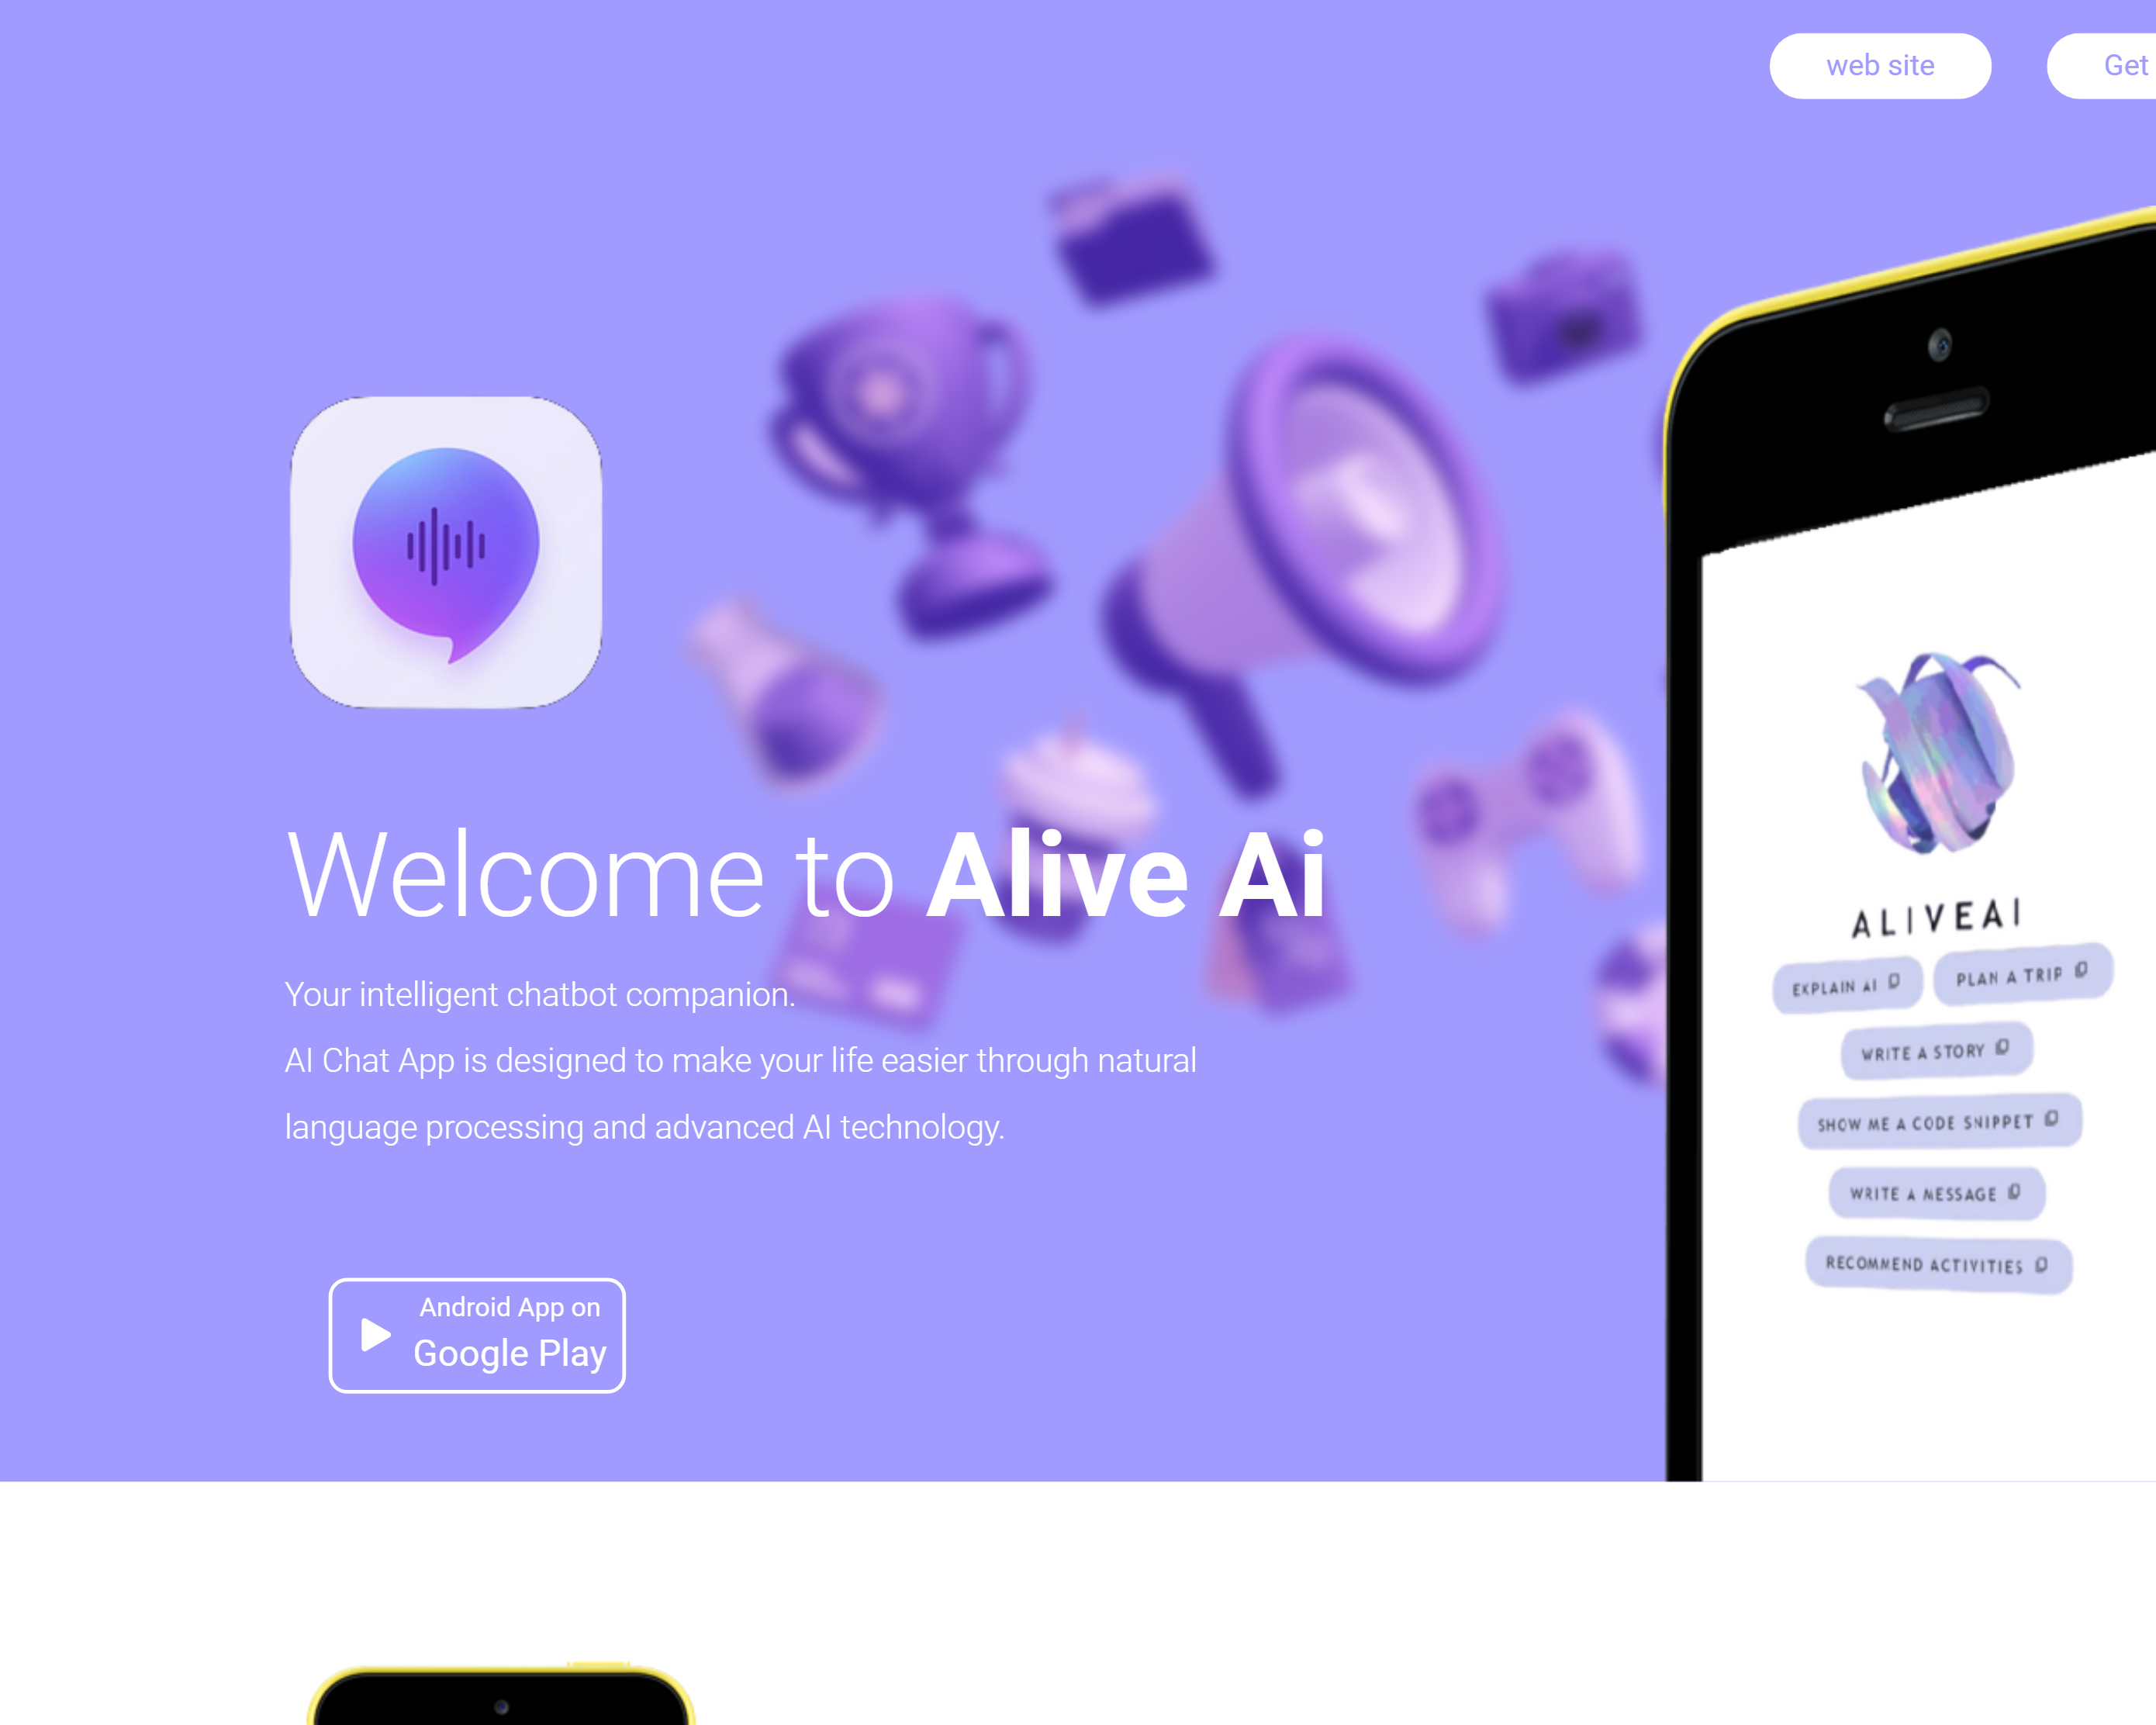 web site
Get
Welcome to Alive Ai
Your intelligent chatbot companion.
AI Chat App is designed to make your life easier through natural
language processing and advanced AI technology.
Android App on
Google Play
ALIVEAI
EXPLAIN AI
PLAN A TRIP
WRITE A STORY
SHOW ME A CODE SNIPPET
WRITE A MESSAGE
RECOMMEND ACTIVITIES